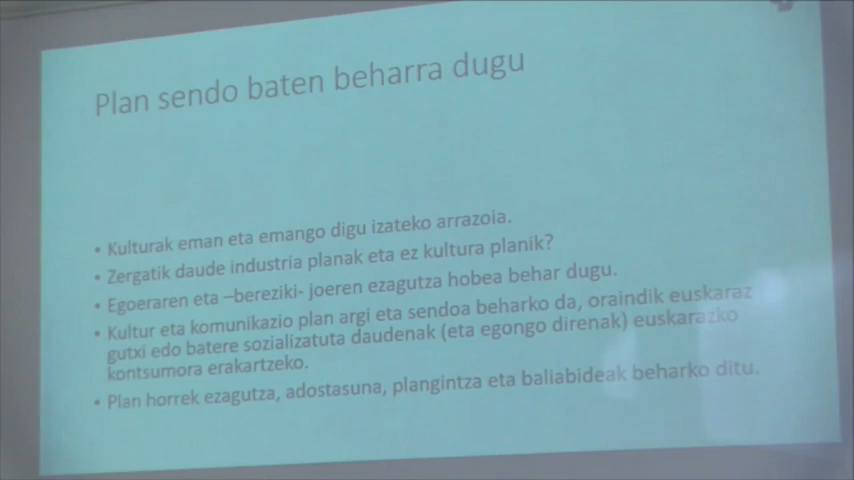 Plan sendo baten beharra dugu
• Kulturak eman eta emango digu izateko arrazoia.
• Zergatik daude industria planak eta ez kultura planik?
• Egoeraren eta –bereziki- joeren ezagutza hobea behar dugu.
• Kultur eta komunikazio plan argi eta sendoa beharko da, oraindik euskaraz
gutxi edo batere sozializatuta daudenak (eta egongo direnak) euskarazko
kontsumora erakartzeko.
• Plan horrek ezagutza, adostasuna, plangintza eta baliabideak beharko ditu.